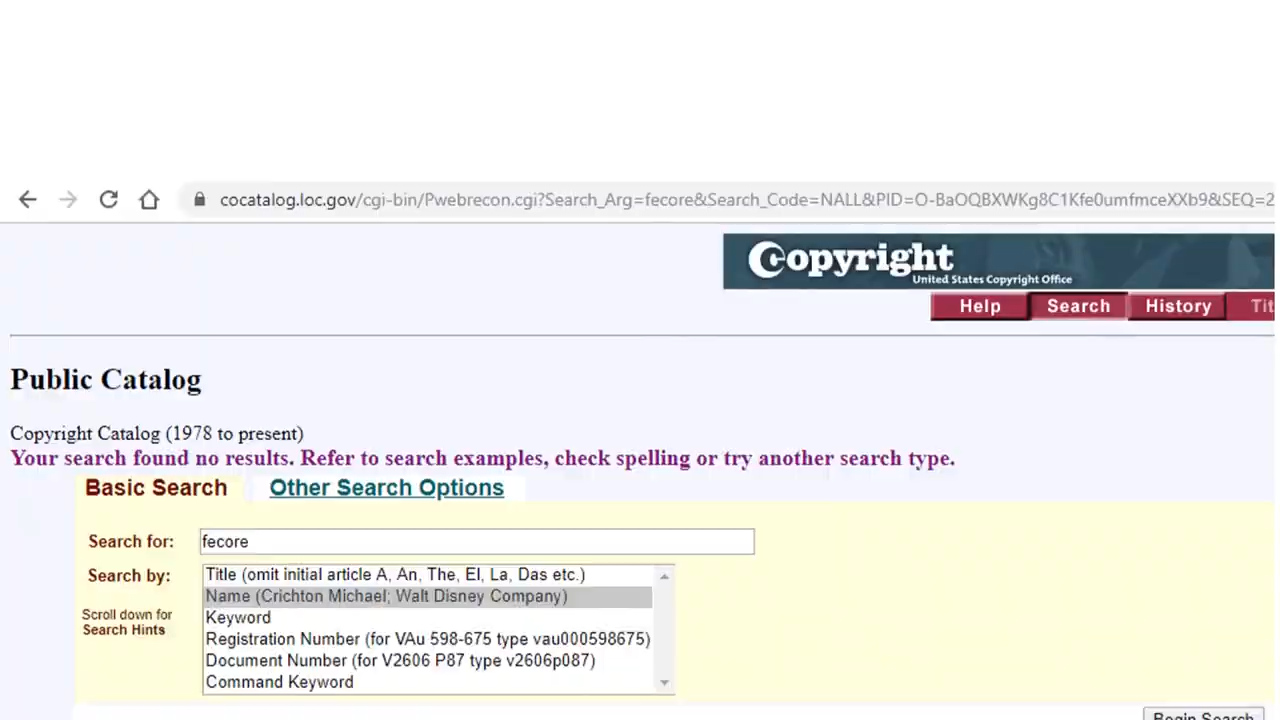 cocatalog.loc.gov/cgi-bin/Pwebrecon.cgi?Search_Arg=fecore&Search_Code=NALL&PID=O-BaOQBXWKg8C1Kfe0umfmceXXb9&SEQ=2
Copyright
United States Copyright Office
Help Search History Tit
Public Catalog
Copyright Catalog (1978 to present)
Your search found no results. Refer to search examples, check spelling or try another search type.
Basic Search Other Search Options
Search for: fecore
Search by: Title (omit initial article A, An, The, El, La, Das etc.)
Name (Crichton Michael; Walt Disney Company)
Scroll down for
Search Hints
Keyword
Registration Number (for VAu 598-675 type vau000598675)
Document Number (for V2606 P87 type v2606p087)
Command Keyword
Begin Search